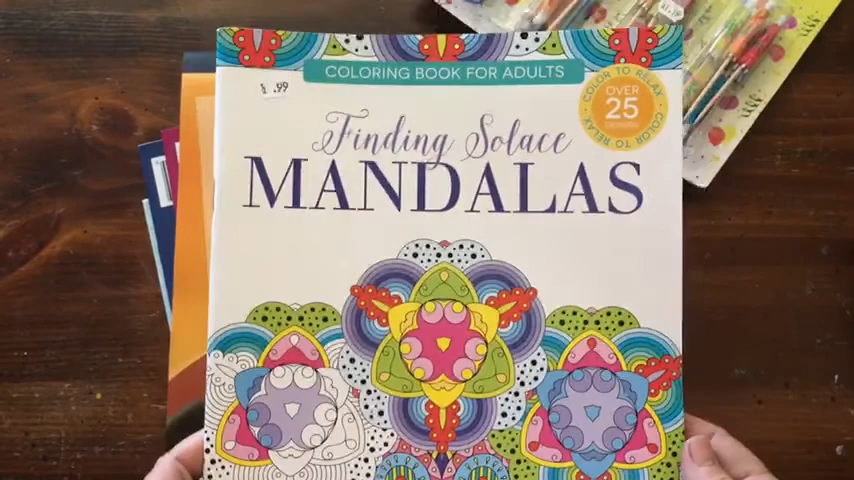 COLORING BOOK FOR ADULTS
$ .99
COLOR TO RELAX
OVER
25
COLOR TO RELAX
Finding Solace
MANDALAS